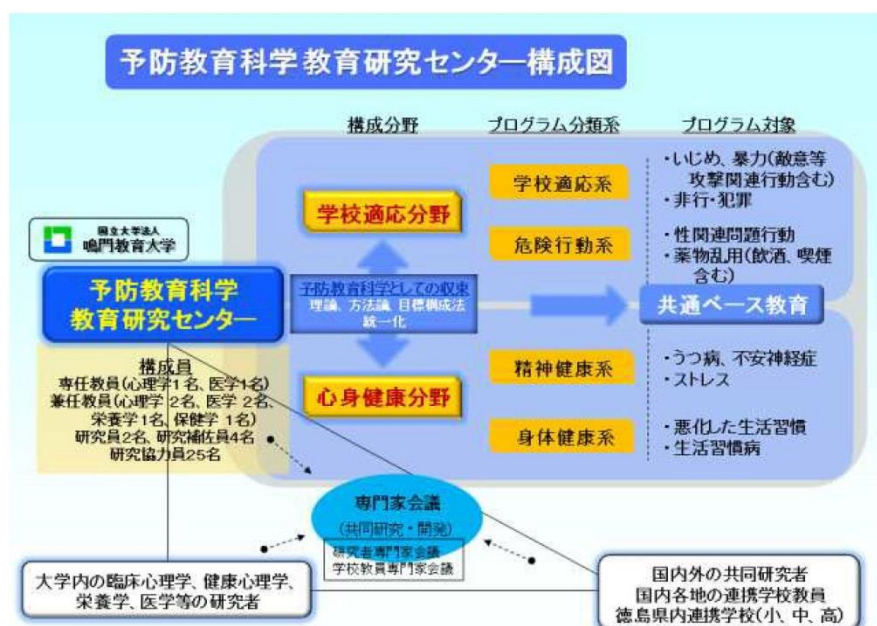 予防教育科学教育研究センター構成図
構成分野
プログラム分類系
プログラム対象
学校適応分野
学校適応系
・いじめ、暴力(敵意等
攻撃関連行動含む)
・非行・犯罪
危険行動系
・性関連問題行動
・薬物乱用(飲酒、喫煙
含む)
国立大学法人
鳴門教育大学
予防教育科学
教育研究センター
予防教育科学としての収束
理論、方法論、目標構成法
統一化
共通ベース教育
心身健康分野
精神健康系
・うつ病、不安神経症
・ストレス
身体健康系
・悪化した生活習慣
・生活習慣病
構成員
専任教員(心理学1名、医学1名)
兼任教員(心理学 2名、医学 2名、
栄養学1名、保健学 1名)
研究員2名、研究補佐員4名
研究協力員25名
専門家会議
(共同研究・開発)
研究者専門家会議
学校教員専門家会議
大学内の臨床心理学、健康心理学、
栄養学、医学等の研究者
国内外の共同研究者
国内各地の連携学校教員
徳島県内連携学校(小、中、高)